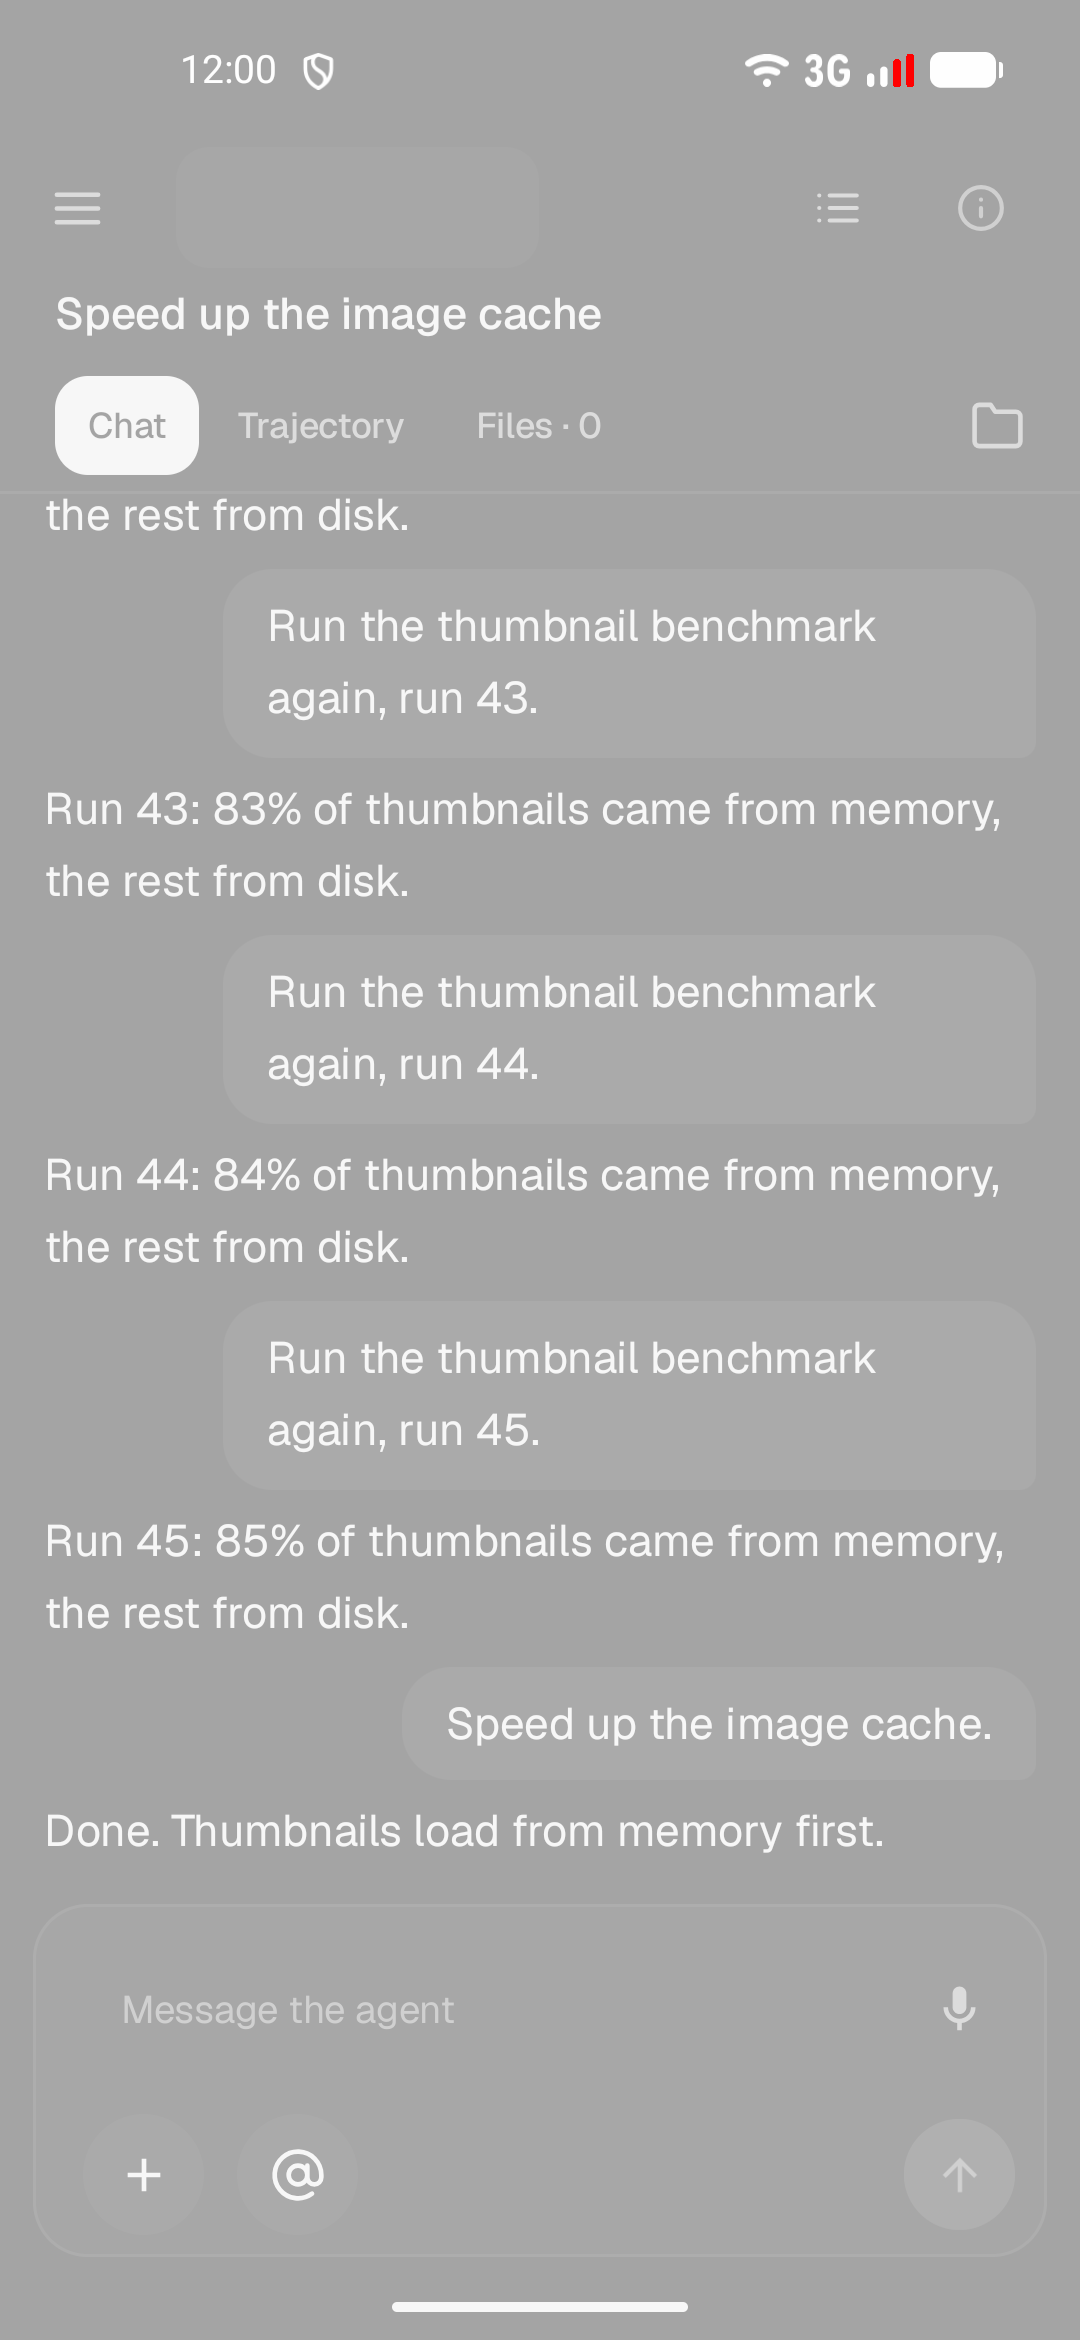 12:00
3G
Speed up the image cache
Chat
Trajectory
Files · 0
the rest from disk.
Run the thumbnail benchmark
again, run 43.
Run 43: 83% of thumbnails came from memory,
the rest from disk.
Run the thumbnail benchmark
again, run 44.
Run 44: 84% of thumbnails came from memory,
the rest from disk.
Run the thumbnail benchmark
again, run 45.
Run 45: 85% of thumbnails came from memory,
the rest from disk.
Speed up the image cache.
Done. Thumbnails load from memory first.
Message the agent